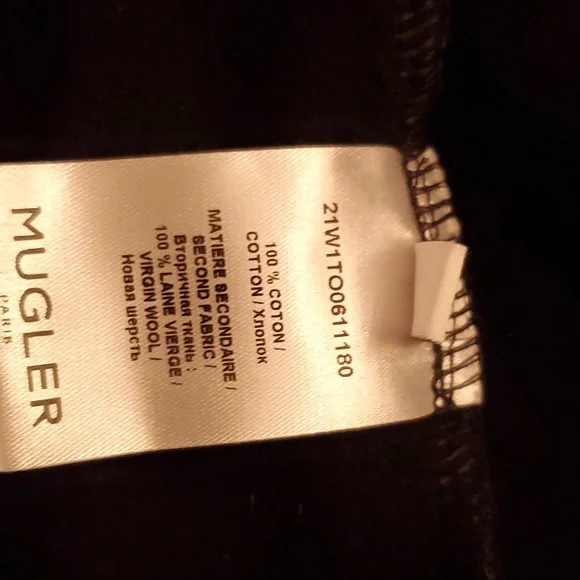 21W1TO0611180
100 % COTON /
COTTON / Хлопок
MATIERE SECONDAIRE /
SECOND FABRIC /
Вторичная ткань :
100 % LAINE VIERGE /
VIRGIN WOOL /
Новая шерсть
MUGLER
PARIS